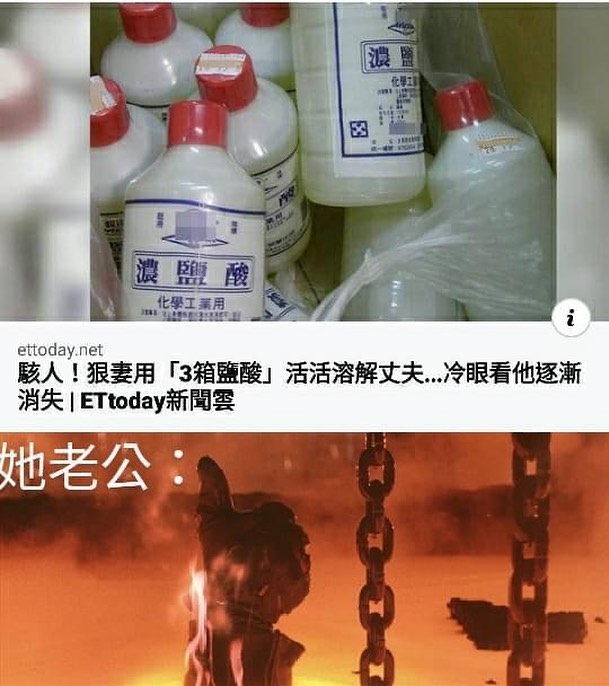 濃鹽
化學工
濃鹽酸
化學工業用
酸
ettoday.net
駭人！狠妻用「3箱鹽酸」活活溶解丈夫...冷眼看他逐漸
消失 | ETtoday新聞雲
她老公：